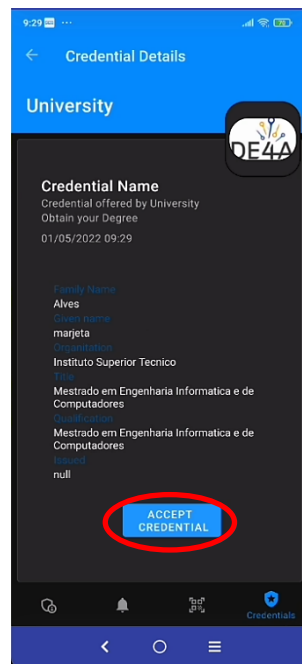 9:29
Credential Details
University
DE4A
Credential Name
Credential offered by University
Obtain your Degree
01/05/2022 09:29
Family Name
Alves
Given name
marjeta
Organitation
Instituto Superior Tecnico
Title
Mestrado em Engenharia Informatica e de
Computadores
Qualification
Mestrado em Engenharia Informatica e de
Computadores
Issued
null
ACCEPT
CREDENTIAL
Credentials